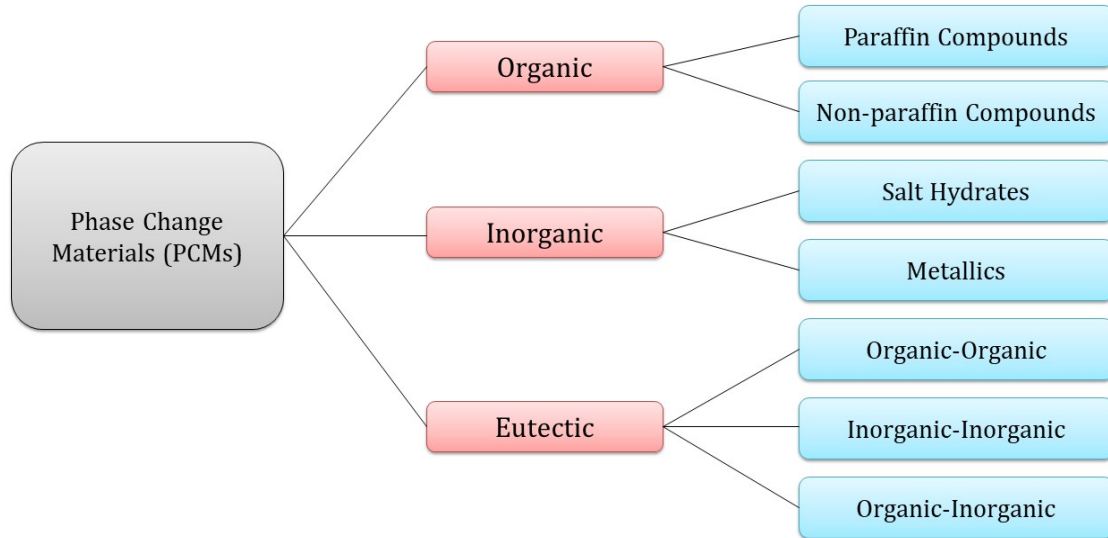 Phase Change
Materials (PCMs)
Organic
Paraffin Compounds
Non-paraffin Compounds
Inorganic
Salt Hydrates
Metallics
Eutectic
Organic-Organic
Inorganic-Inorganic
Organic-Inorganic